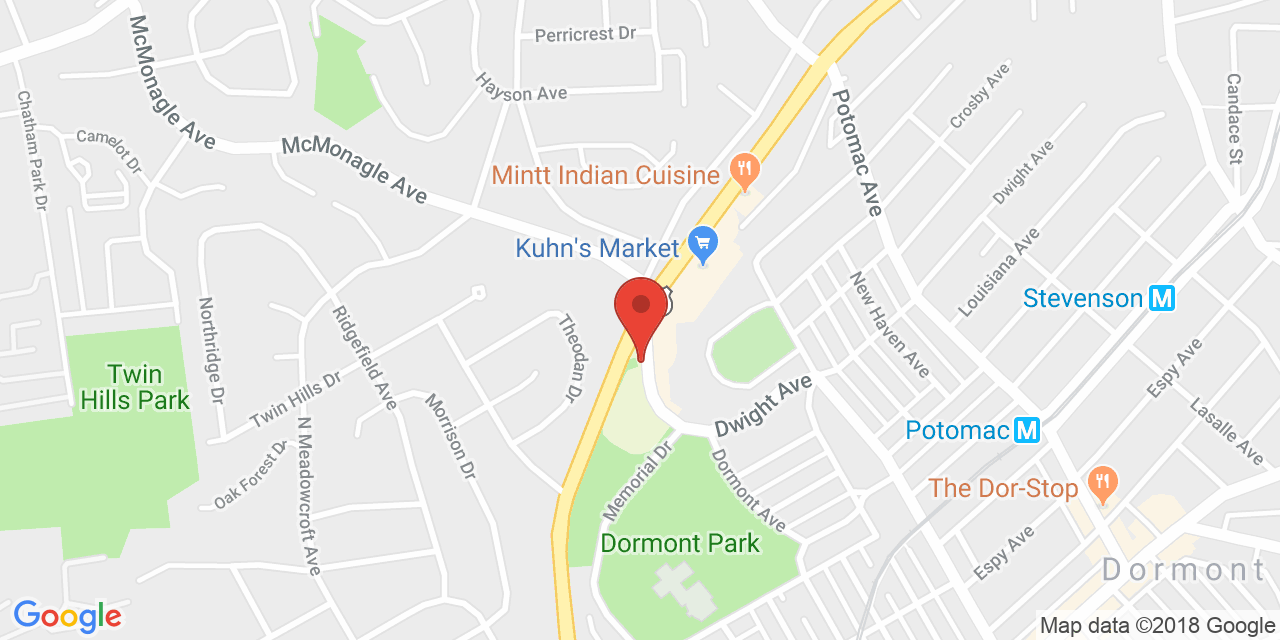 Perricrest Dr
McMonagle Ave
Hayson Ave
Crosby Ave
Candace St
Chatham Park Dr
Camelot Dr
McMonagle Ave
Potomac Ave
Dwight Ave
Mintt Indian Cuisine
Kuhn's Market
Louisiana Ave
Stevenson M
Northridge Dr
Ridgefield Ave
Theodan Dr
New Haven Ave
Espy Ave
Twin
Hills Park
Twin Hills Dr
Morrison Dr
Dwight Ave
Lasalle Ave
Potomac M
N Meadowcroft Ave
Oak Forest Dr
Memorial Dr
Dormont Ave
The Dor-Stop
Dormont Park
Espy Ave
Dormont
Google
Map data ©2018 Google